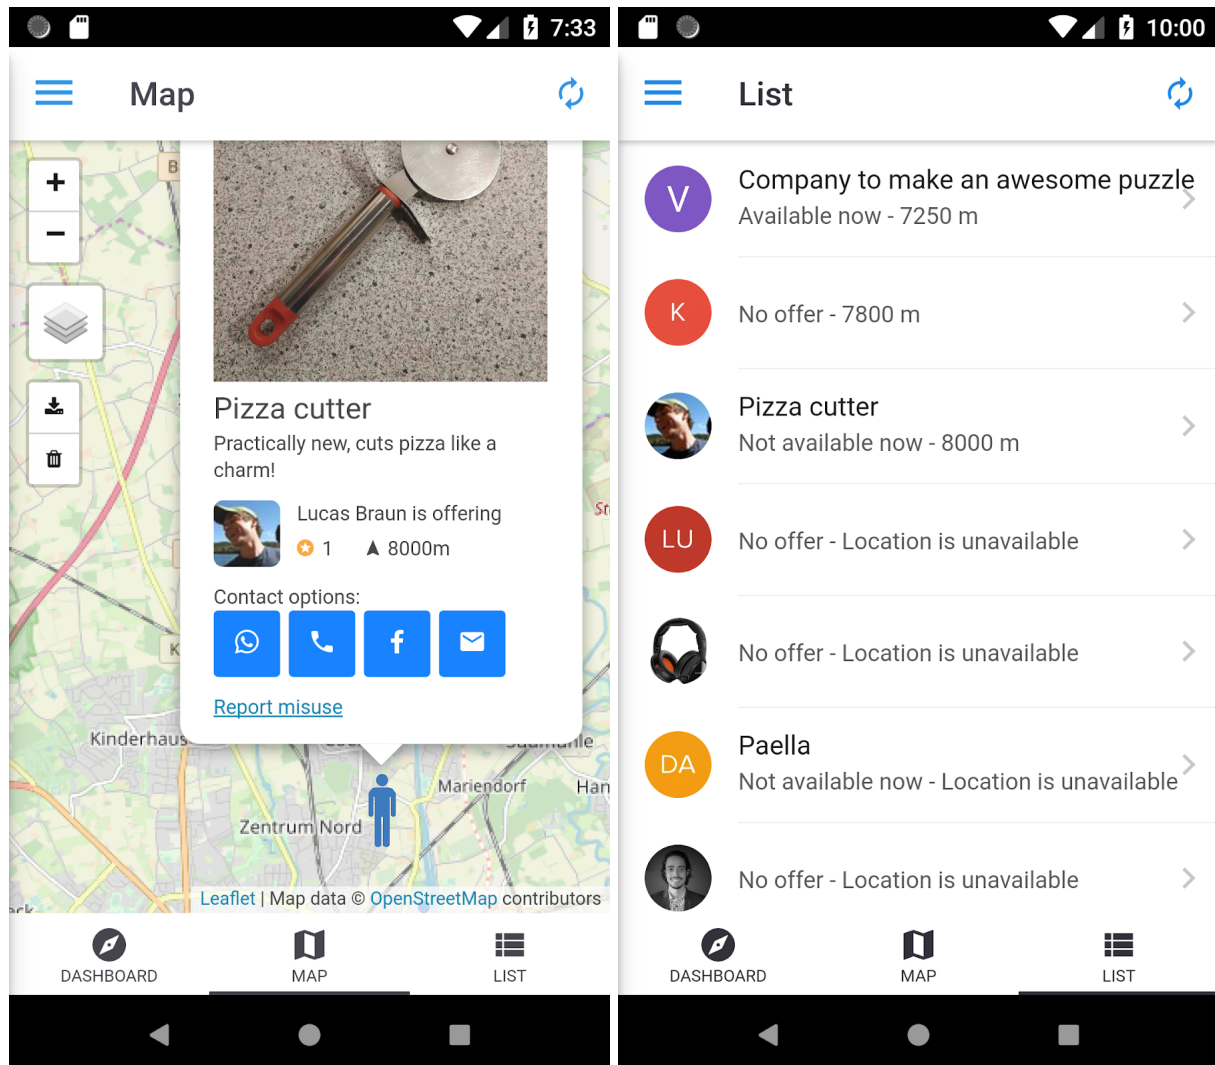 7:33
Map
B
+
−
Pizza cutter
Practically new, cuts pizza like a
charm!
Lucas Braun is offering
1 8000m
Contact options:
K
Report misuse
Kinderhaus
Mariendorf
Han
Zentrum Nord
Leaflet | Map data © OpenStreetMap contributors
DASHBOARD
MAP
LIST
10:00
List
V
Company to make an awesome puzzle
Available now - 7250 m
K
No offer - 7800 m
Pizza cutter
Not available now - 8000 m
LU
No offer - Location is unavailable
No offer - Location is unavailable
DA
Paella
Not available now - Location is unavailable
No offer - Location is unavailable
DASHBOARD
MAP
LIST